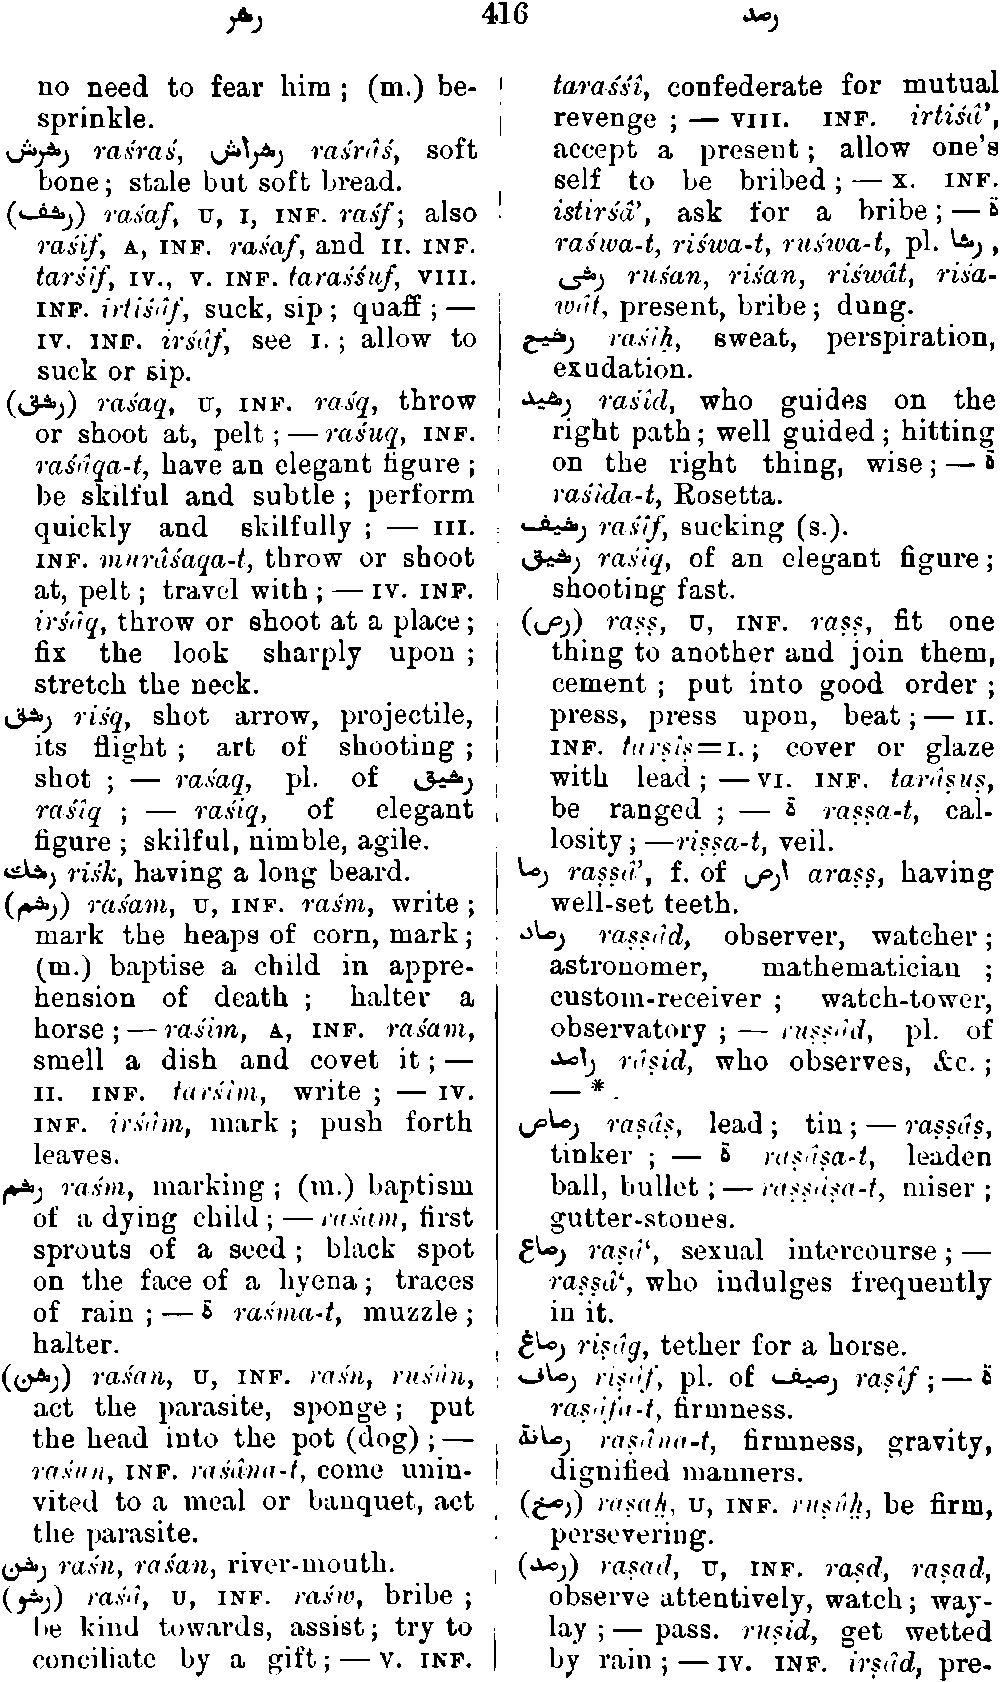 رهر 416 رصد
no need to fear him ; (m.) be-
sprinkle.
رشرش raśraś, رشراش raśrâś, soft
bone; stale but soft bread.
(رشف) raśaf, U, I, INF. raśf; also
raśif, A, INF. raśaf, and II. INF.
tarśîf, IV., V. INF. taraśśuf, VIII.
INF. irtiśâf, suck, sip; quaff ; —
IV. INF. irśâf, see I. ; allow to
suck or sip.
(رشق) raśaq, U, INF. raśq, throw
or shoot at, pelt ; — raśuq, INF.
raśâqa-t, have an elegant figure ;
be skilful and subtle ; perform
quickly and skilfully ; — III.
INF. murâśaqa-t, throw or shoot
at, pelt ; travel with ; — IV. INF.
irśâq, throw or shoot at a place ;
fix the look sharply upon ;
stretch the neck.
رشق riśq, shot arrow, projectile,
its flight ; art of shooting ;
shot ; — raśaq, pl. of رشيق
raśîq ; — raśiq, of elegant
figure ; skilful, nimble, agile.
رشك riśk, having a long beard.
(رشم) raśam, U, INF. raśm, write ;
mark the heaps of corn, mark ;
(m.) baptise a child in appre-
hension of death ; halter a
horse ; — raśim, A, INF. raśam,
smell a dish and covet it ; —
II. INF. tarśîm, write ; — IV.
INF. irśâm, mark ; push forth
leaves.
رشم raśm, marking ; (m.) baptism
of a dying child ; — raśam, first
sprouts of a seed ; black spot
on the face of a hyena ; traces
of rain ; — ة raśma-t, muzzle ;
halter.
(رشن) raśan, U, INF. raśn, ruśûn,
act the parasite, sponge ; put
the head into the pot (dog) ; —
raśun, INF. raśâna-t, come unin-
vited to a meal or banquet, act
the parasite.
رشن raśn, raśan, river-mouth.
(رشو) raśâ, U, INF. raśw, bribe ;
be kind towards, assist ; try to
conciliate by a gift ; — V. INF.
taraśśî, confederate for mutual
revenge ; — VIII. INF. irtiśâ’,
accept a present ; allow one's
self to be bribed ; — X. INF.
istirśâ’, ask for a bribe ; — ة
raśwa-t, riśwa-t, ruśwa-t, pl. رشا ,
رشى ruśan, riśan, riśwât, riśa-
wât, present, bribe ; dung.
رشيح raśîḥ, sweat, perspiration,
exudation.
رشيد raśîd, who guides on the
right path ; well guided ; hitting
on the right thing, wise ; — ة
raśîda-t, Rosetta.
رشيف raśîf, sucking (s.).
رشيق raśîq, of an elegant figure ;
shooting fast.
(رص) raṣṣ, U, INF. raṣṣ, fit one
thing to another and join them,
cement ; put into good order ;
press, press upon, beat ; — II.
INF. tarṣîṣ=I. ; cover or glaze
with lead ; — VI. INF. tarâṣuṣ,
be ranged ; — ة raṣṣa-t, cal-
losity ; —riṣṣa-t, veil.
رصا raṣṣâ’, f. of ارص araṣṣ, having
well-set teeth.
رصاد raṣṣâd, observer, watcher ;
astronomer, mathematician ;
custom-receiver ; watch-tower,
observatory ; — ruṣṣâd, pl. of
راصد râṣid, who observes, &c. ;
— * .
رصاص raṣâṣ, lead ; tin ; — raṣṣâṣ,
tinker ; — ة raṣâṣa-t, leaden
ball, bullet ; — raṣṣâṣa-t, miser ;
gutter-stones.
رصاع raṣâ‘, sexual intercourse ; —
raṣṣâ‘, who indulges frequently
in it.
رصاغ riṣâg, tether for a horse.
رصاف riṣâf, pl. of رصيف raṣîf ; — ة
raṣâfa-t, firmness.
رصانة raṣâna-t, firmness, gravity,
dignified manners.
(رصخ) raṣaḫ, U, INF. ruṣûḫ, be firm,
persevering.
(رصد) raṣad, U, INF. raṣd, raṣad,
observe attentively, watch ; way-
lay ; — pass. ruṣid, get wetted
by rain ; — IV. INF. irṣâd, pre-